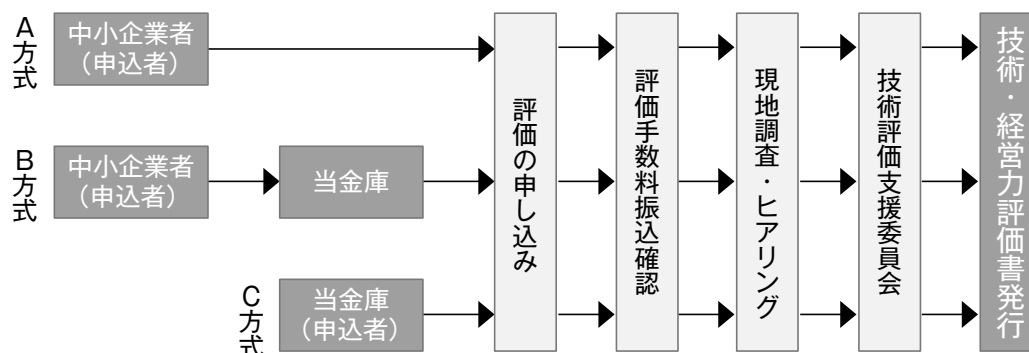 A方式
中小企業者
（申込者）
B方式
中小企業者
（申込者）
当金庫
C方式
当金庫
（申込者）
評価の申し込み
評価手数料振込確認
現地調査・ヒアリング
技術評価支援委員会
技術・経営力評価書発行